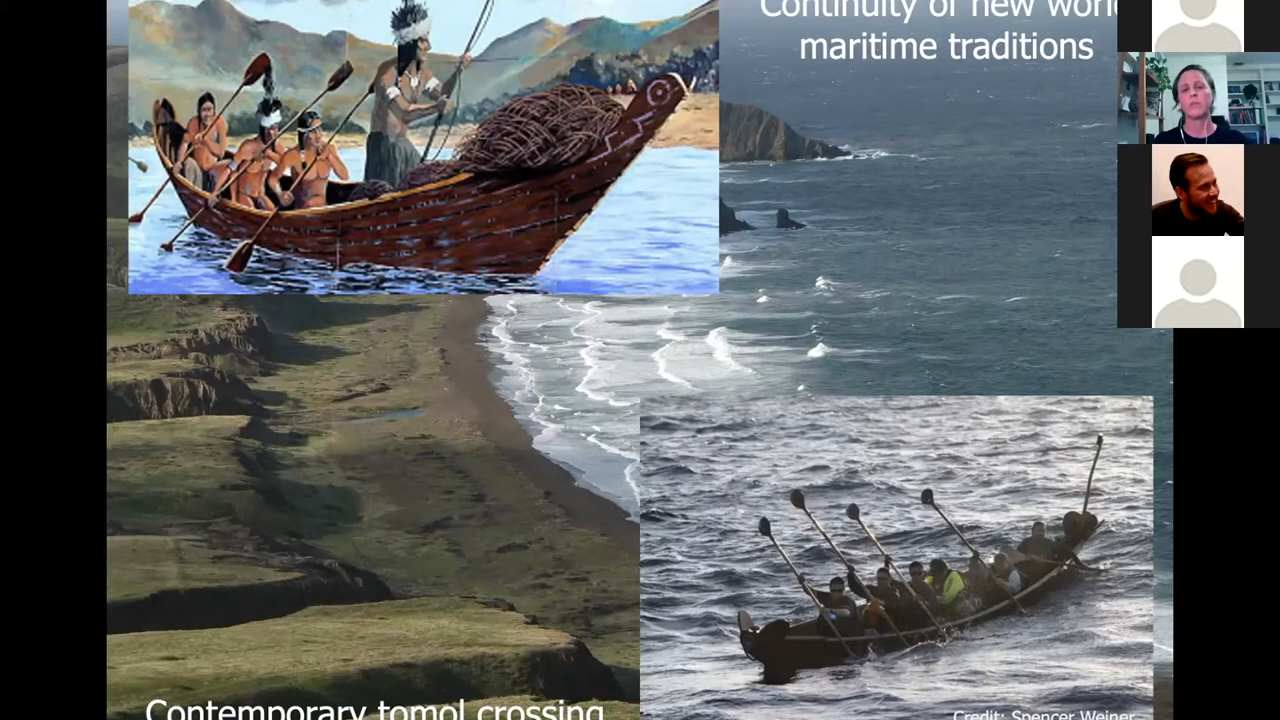 Continuity of new world
maritime traditions
Contemporary tomol crossing
Credit: Spencer Weiner